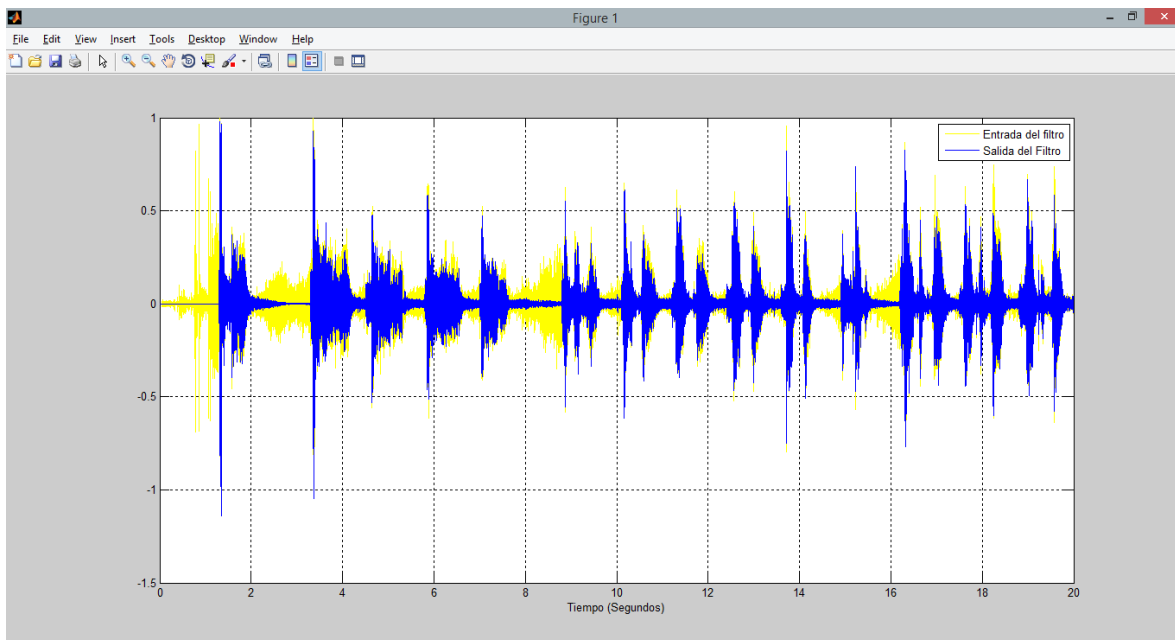 Figure 1
File Edit View Insert Tools Desktop Window Help
1
0.5
0
-0.5
-1
-1.5
Entrada del filtro
Salida del Filtro
0 2 4 6 8 10 12 14 16 18 20
Tiempo (Segundos)